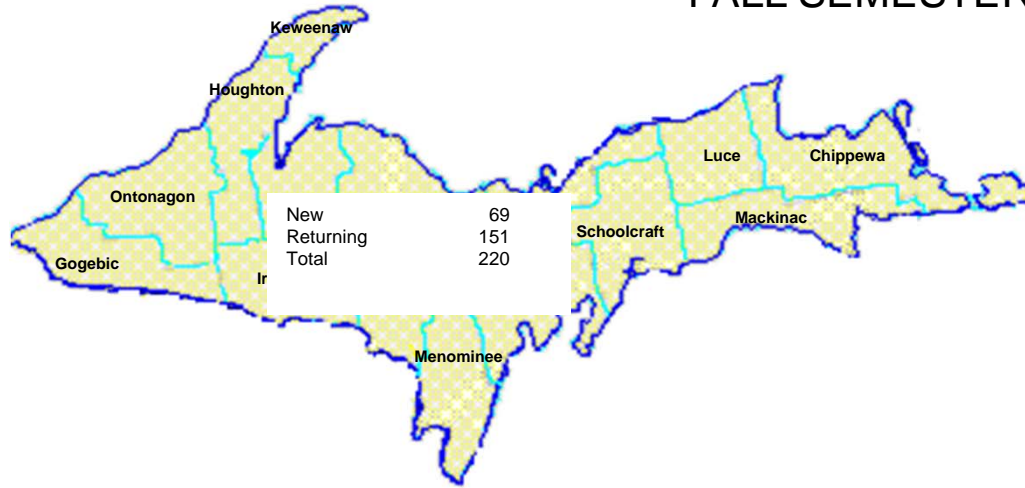 FALL SEMESTER
Keweenaw
Houghton
Luce
Chippewa
Ontonagon
New 69
Returning 151
Total 220
Mackinac
Schoolcraft
Gogebic
Menominee